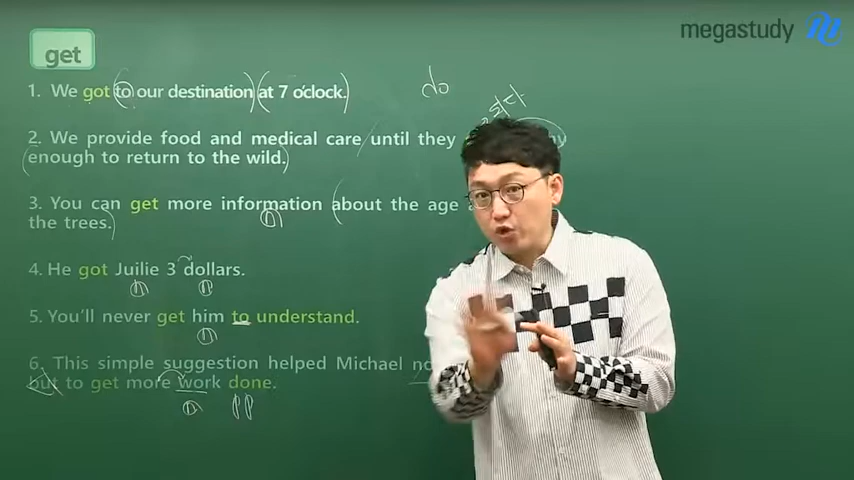 megastudy
get
1. We got to our destination at 7 o'clock.
do
2. We provide food and medical care until they
enough to return to the wild.
3. You can get more information about the age
the trees.
4. He got Juilie 3 dollars.
n n
5. You'll never get him to understand.
n
6. This simple suggestion helped Michael no
but to get more work done.
n pp